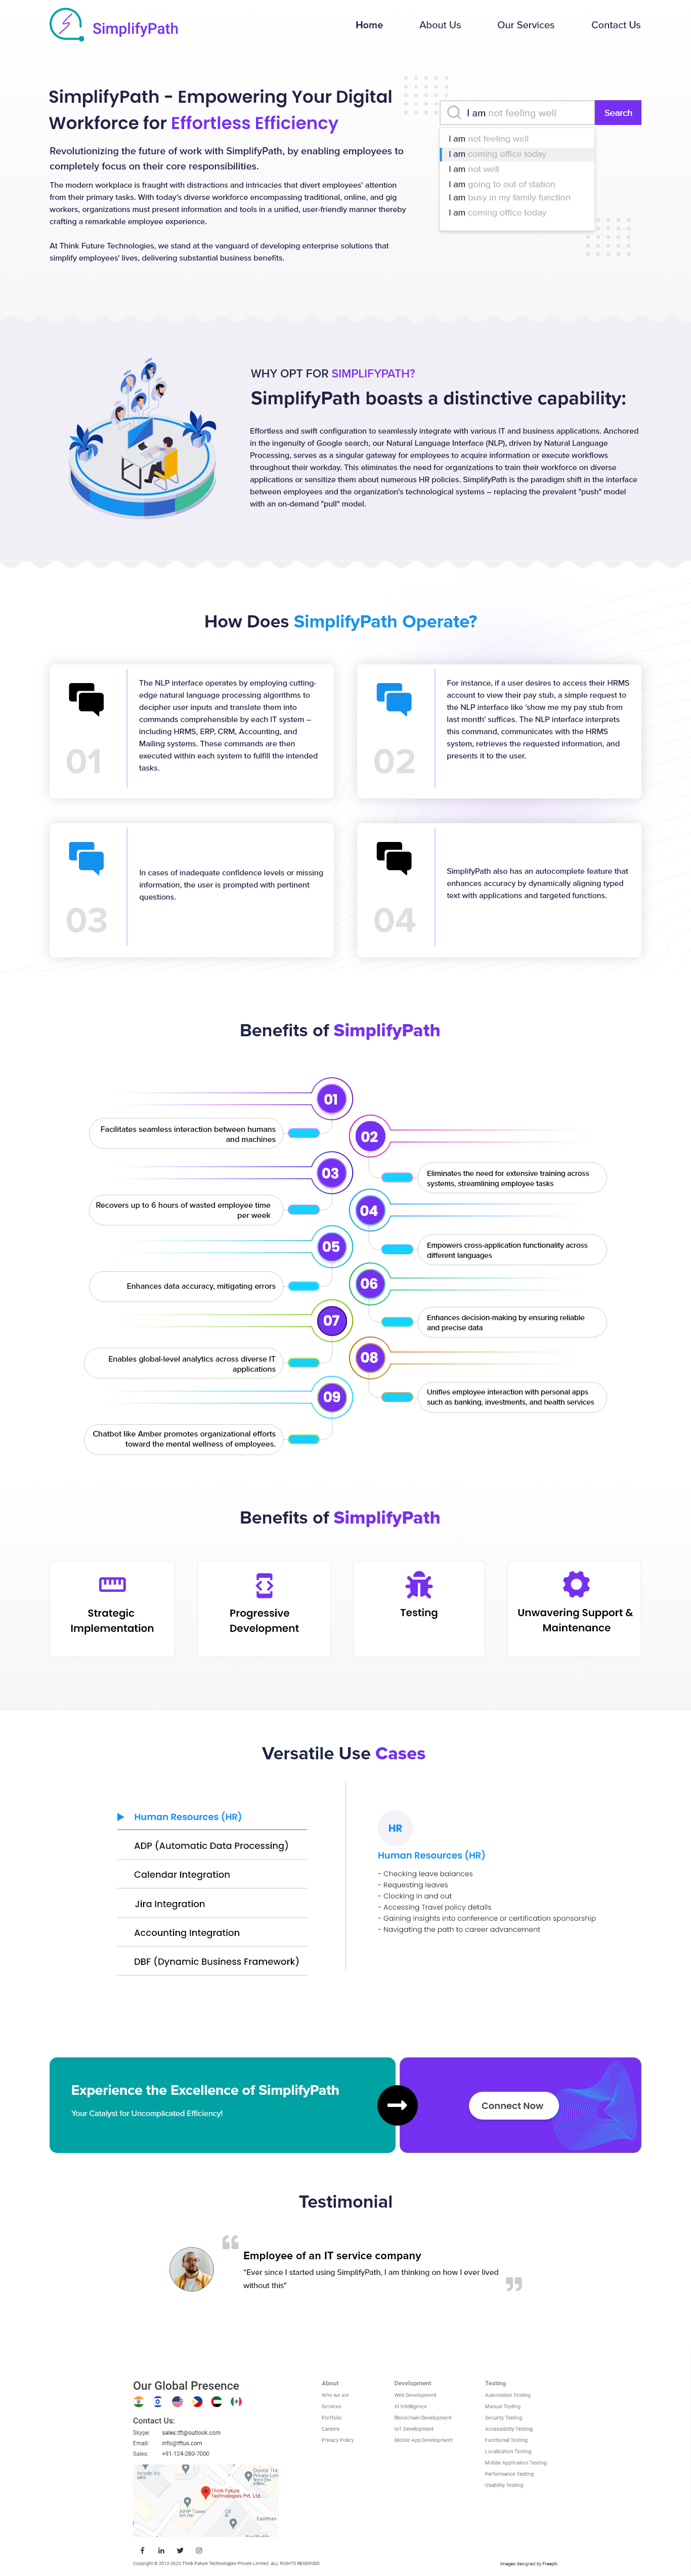 SimplifyPath
Home
About Us
Our Services
Contact Us
SimplifyPath - Empowering Your Digital
Workforce for Effortless Efficiency
Revolutionizing the future of work with SimplifyPath, by enabling employees to
completely focus on their core responsibilities.
The modern workplace is fraught with distractions and intricacies that divert employees' attention
from their primary tasks. With today's diverse workforce encompassing traditional, online, and gig
workers, organizations must present information and tools in a unified, user-friendly manner thereby
crafting a remarkable employee experience.
At Think Future Technologies, we stand at the vanguard of developing enterprise solutions that
simplify employees' lives, delivering substantial business benefits.
I am not feeling well
Search
I am not feeling well
I am coming office today
I am not well
I am going to out of station
I am busy in my family function
I am coming office today
WHY OPT FOR SIMPLIFYPATH?
SimplifyPath boasts a distinctive capability:
Effortless and swift configuration to seamlessly integrate with various IT and business applications. Anchored
in the ingenuity of Google search, our Natural Language Interface (NLP), driven by Natural Language
Processing, serves as a singular gateway for employees to acquire information or execute workflows
throughout their workday. This eliminates the need for organizations to train their workforce on diverse
applications or sensitize them about numerous HR policies. SimplifyPath is the paradigm shift in the interface
between employees and the organization's technological systems – replacing the prevalent "push" model
with an on-demand "pull" model.
How Does SimplifyPath Operate?
01
The NLP interface operates by employing cutting-
edge natural language processing algorithms to
decipher user inputs and translate them into
commands comprehensible by each IT system –
including HRMS, ERP, CRM, Accounting, and
Mailing systems. These commands are then
executed within each system to fulfill the intended
tasks.
02
For instance, if a user desires to access their HRMS
account to view their pay stub, a simple request to
the NLP interface like 'show me my pay stub from
last month' suffices. The NLP interface interprets
this command, communicates with the HRMS
system, retrieves the requested information, and
presents it to the user.
03
In cases of inadequate confidence levels or missing
information, the user is prompted with pertinent
questions.
04
SimplifyPath also has an autocomplete feature that
enhances accuracy by dynamically aligning typed
text with applications and targeted functions.
Benefits of SimplifyPath
01
Facilitates seamless interaction between humans
and machines
02
Eliminates the need for extensive training across
systems, streamlining employee tasks
03
Recovers up to 6 hours of wasted employee time
per week
04
Empowers cross-application functionality across
different languages
05
Enhances data accuracy, mitigating errors
06
Enhances decision-making by ensuring reliable
and precise data
07
Enables global-level analytics across diverse IT
applications
08
Unifies employee interaction with personal apps
such as banking, investments, and health services
09
Chatbot like Amber promotes organizational efforts
toward the mental wellness of employees.
Benefits of SimplifyPath
Strategic
Implementation
Progressive
Development
Testing
Unwavering Support &
Maintenance
Versatile Use Cases
Human Resources (HR)
ADP (Automatic Data Processing)
Calendar Integration
Jira Integration
Accounting Integration
DBF (Dynamic Business Framework)
HR
Human Resources (HR)
- Checking leave balances
- Requesting leaves
- Clocking in and out
- Accessing Travel policy details
- Gaining insights into conference or certification sponsorship
- Navigating the path to career advancement
Experience the Excellence of SimplifyPath
Your Catalyst for Uncomplicated Efficiency!
Connect Now
Testimonial
Employee of an IT service company
"Ever since I started using SimplifyPath, I am thinking on how I ever lived
without this"
Our Global Presence
Contact Us:
Skype: sales.tft@outlook.com
Email: info@tftus.com
Sales: +91-124-280-7000
Think Future
Technologies Pvt. Ltd...
JUHP Tower
Eastman
About
Who we are
Services
Portfolio
Careers
Privacy Policy
Development
Web Development
AI Intelligence
Blockchain Development
IoT Development
Mobile App Development
Testing
Automation Testing
Manual Testing
Security Testing
Accessibility Testing
Functional Testing
Localization Testing
Mobile Application Testing
Performance Testing
Usability Testing
Copyright © 2012-2023 Think Future Technologies Private Limited. ALL RIGHTS RESERVED
Images designed by Freepik